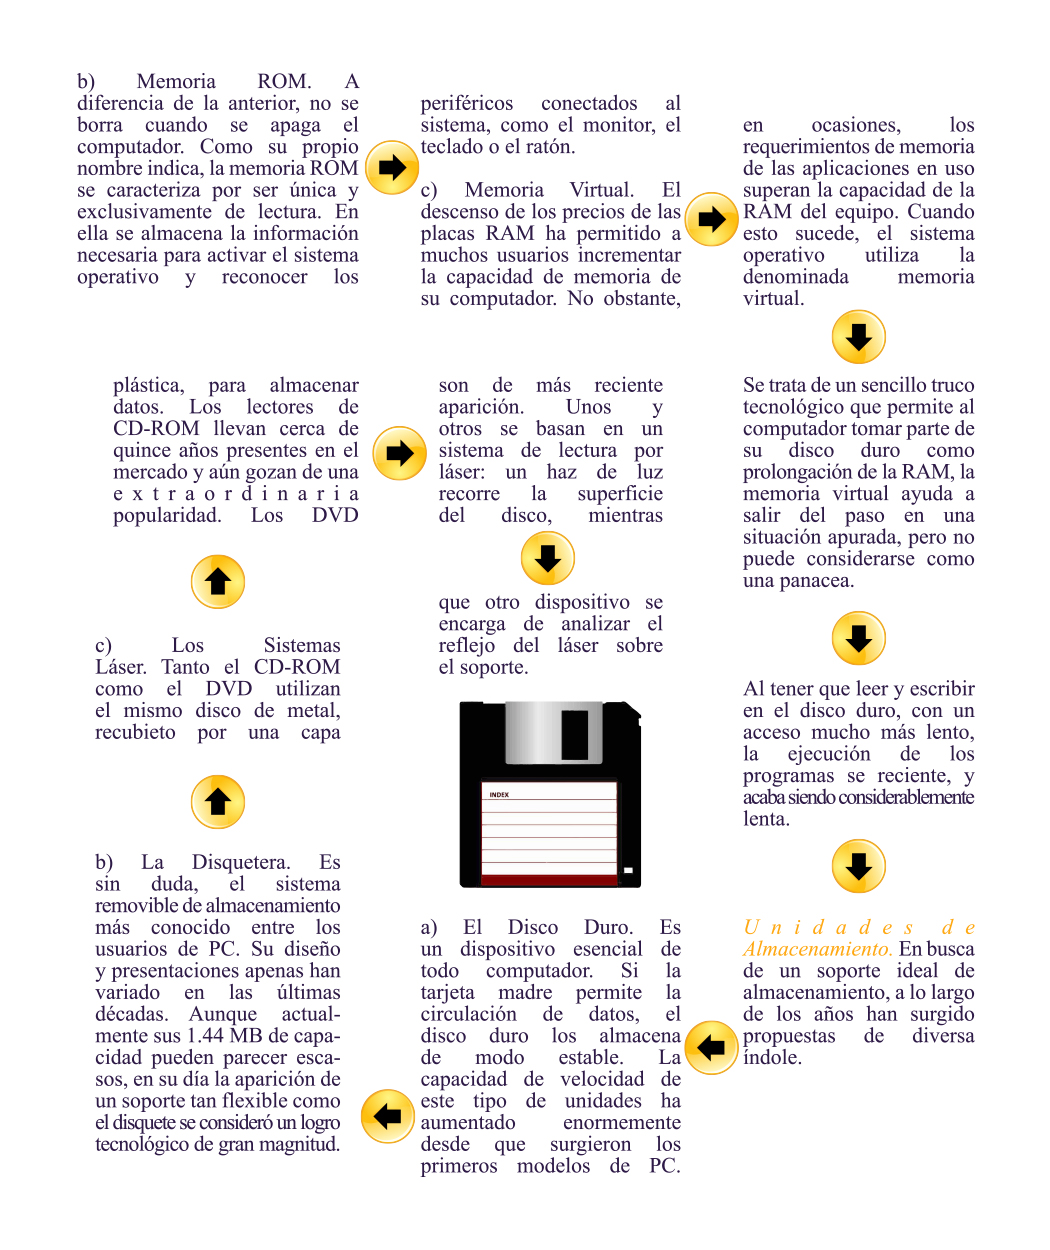 b) Memoria ROM. A
diferencia de la anterior, no se
borra cuando se apaga el
computador. Como su propio
nombre indica, la memoria ROM
se caracteriza por ser única y
exclusivamente de lectura. En
ella se almacena la información
necesaria para activar el sistema
operativo y reconocer los
periféricos conectados al
sistema, como el monitor, el
teclado o el ratón.
c) Memoria Virtual. El
descenso de los precios de las
placas RAM ha permitido a
muchos usuarios incrementar
la capacidad de memoria de
su computador. No obstante,
en ocasiones, los
requerimientos de memoria
de las aplicaciones en uso
superan la capacidad de la
RAM del equipo. Cuando
esto sucede, el sistema
operativo utiliza la
denominada memoria
virtual.
Se trata de un sencillo truco
tecnológico que permite al
computador tomar parte de
su disco duro como
prolongación de la RAM, la
memoria virtual ayuda a
salir del paso en una
situación apurada, pero no
puede considerarse como
una panacea.
Al tener que leer y escribir
en el disco duro, con un
acceso mucho más lento,
la ejecución de los
programas se reciente, y
acaba siendo considerablemente
lenta.
Unidades de
Almacenamiento. En busca
de un soporte ideal de
almacenamiento, a lo largo
de los años han surgido
propuestas de diversa
índole.
a) El Disco Duro. Es
un dispositivo esencial de
todo computador. Si la
tarjeta madre permite la
circulación de datos, el
disco duro los almacena
de modo estable. La
capacidad de velocidad de
este tipo de unidades ha
aumentado enormemente
desde que surgieron los
primeros modelos de PC.
b) La Disquetera. Es
sin duda, el sistema
removible de almacenamiento
más conocido entre los
usuarios de PC. Su diseño
y presentaciones apenas han
variado en las últimas
décadas. Aunque actual-
mente sus 1.44 MB de capa-
cidad pueden parecer esca-
sos, en su día la aparición de
un soporte tan flexible como
el disquete se consideró un logro
tecnológico de gran magnitud.
c) Los Sistemas
Láser. Tanto el CD-ROM
como el DVD utilizan
el mismo disco de metal,
recubieto por una capa
plástica, para almacenar
datos. Los lectores de
CD-ROM llevan cerca de
quince años presentes en el
mercado y aún gozan de una
extraordinaria
popularidad. Los DVD
son de más reciente
aparición. Unos y
otros se basan en un
sistema de lectura por
láser: un haz de luz
recorre la superficie
del disco, mientras
que otro dispositivo se
encarga de analizar el
reflejo del láser sobre
el soporte.
INDEX